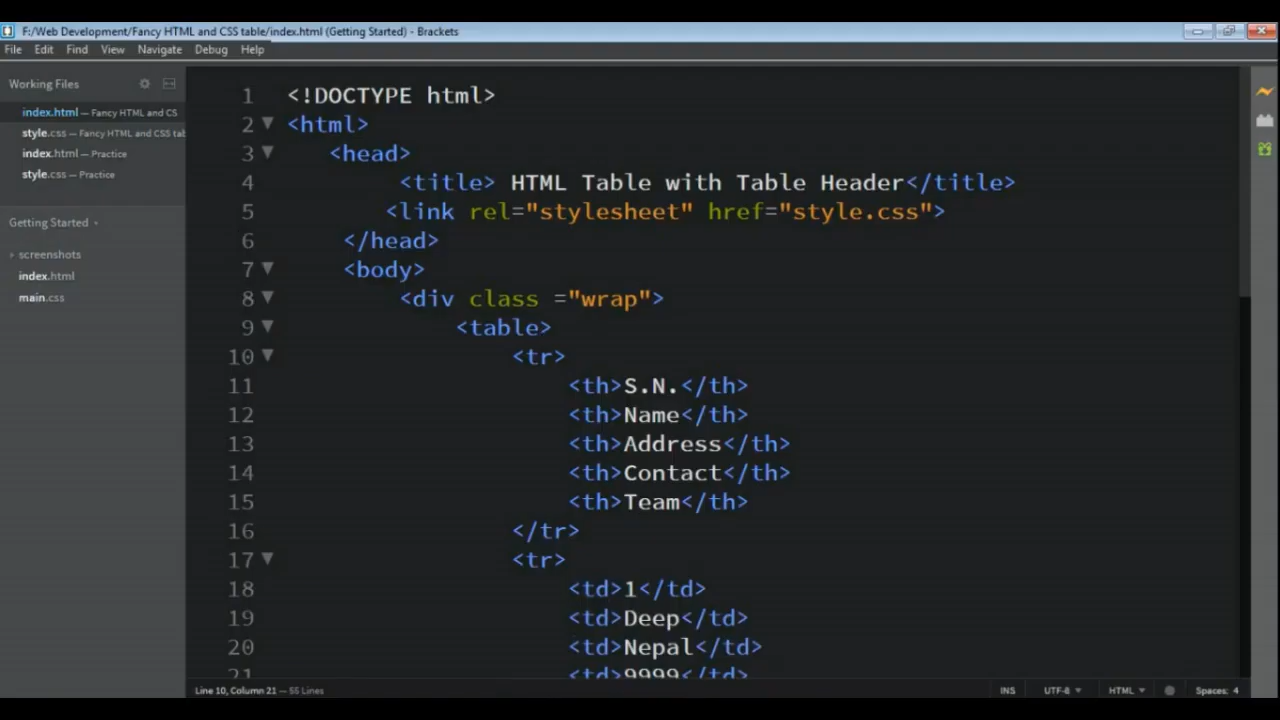 F:/Web Development/Fancy HTML and CSS table/index.html (Getting Started) - Brackets
File Edit Find View Navigate Debug Help
Working Files
index.html — Fancy HTML and CS
style.css — Fancy HTML and CSS tab
index.html — Practice
style.css — Practice
Getting Started
screenshots
index.html
main.css
1 <!DOCTYPE html>
2 <html>
3 <head>
4 <title> HTML Table with Table Header</title>
5 <link rel="stylesheet" href="style.css">
6 </head>
7 <body>
8 <div class ="wrap">
9 <table>
10 <tr>
11 <th>S.N.</th>
12 <th>Name</th>
13 <th>Address</th>
14 <th>Contact</th>
15 <th>Team</th>
16 </tr>
17 <tr>
18 <td>1</td>
19 <td>Deep</td>
20 <td>Nepal</td>
21 <td>9999</td>
Line 10, Column 21 — 55 Lines
INS UTF-8 HTML Spaces: 4